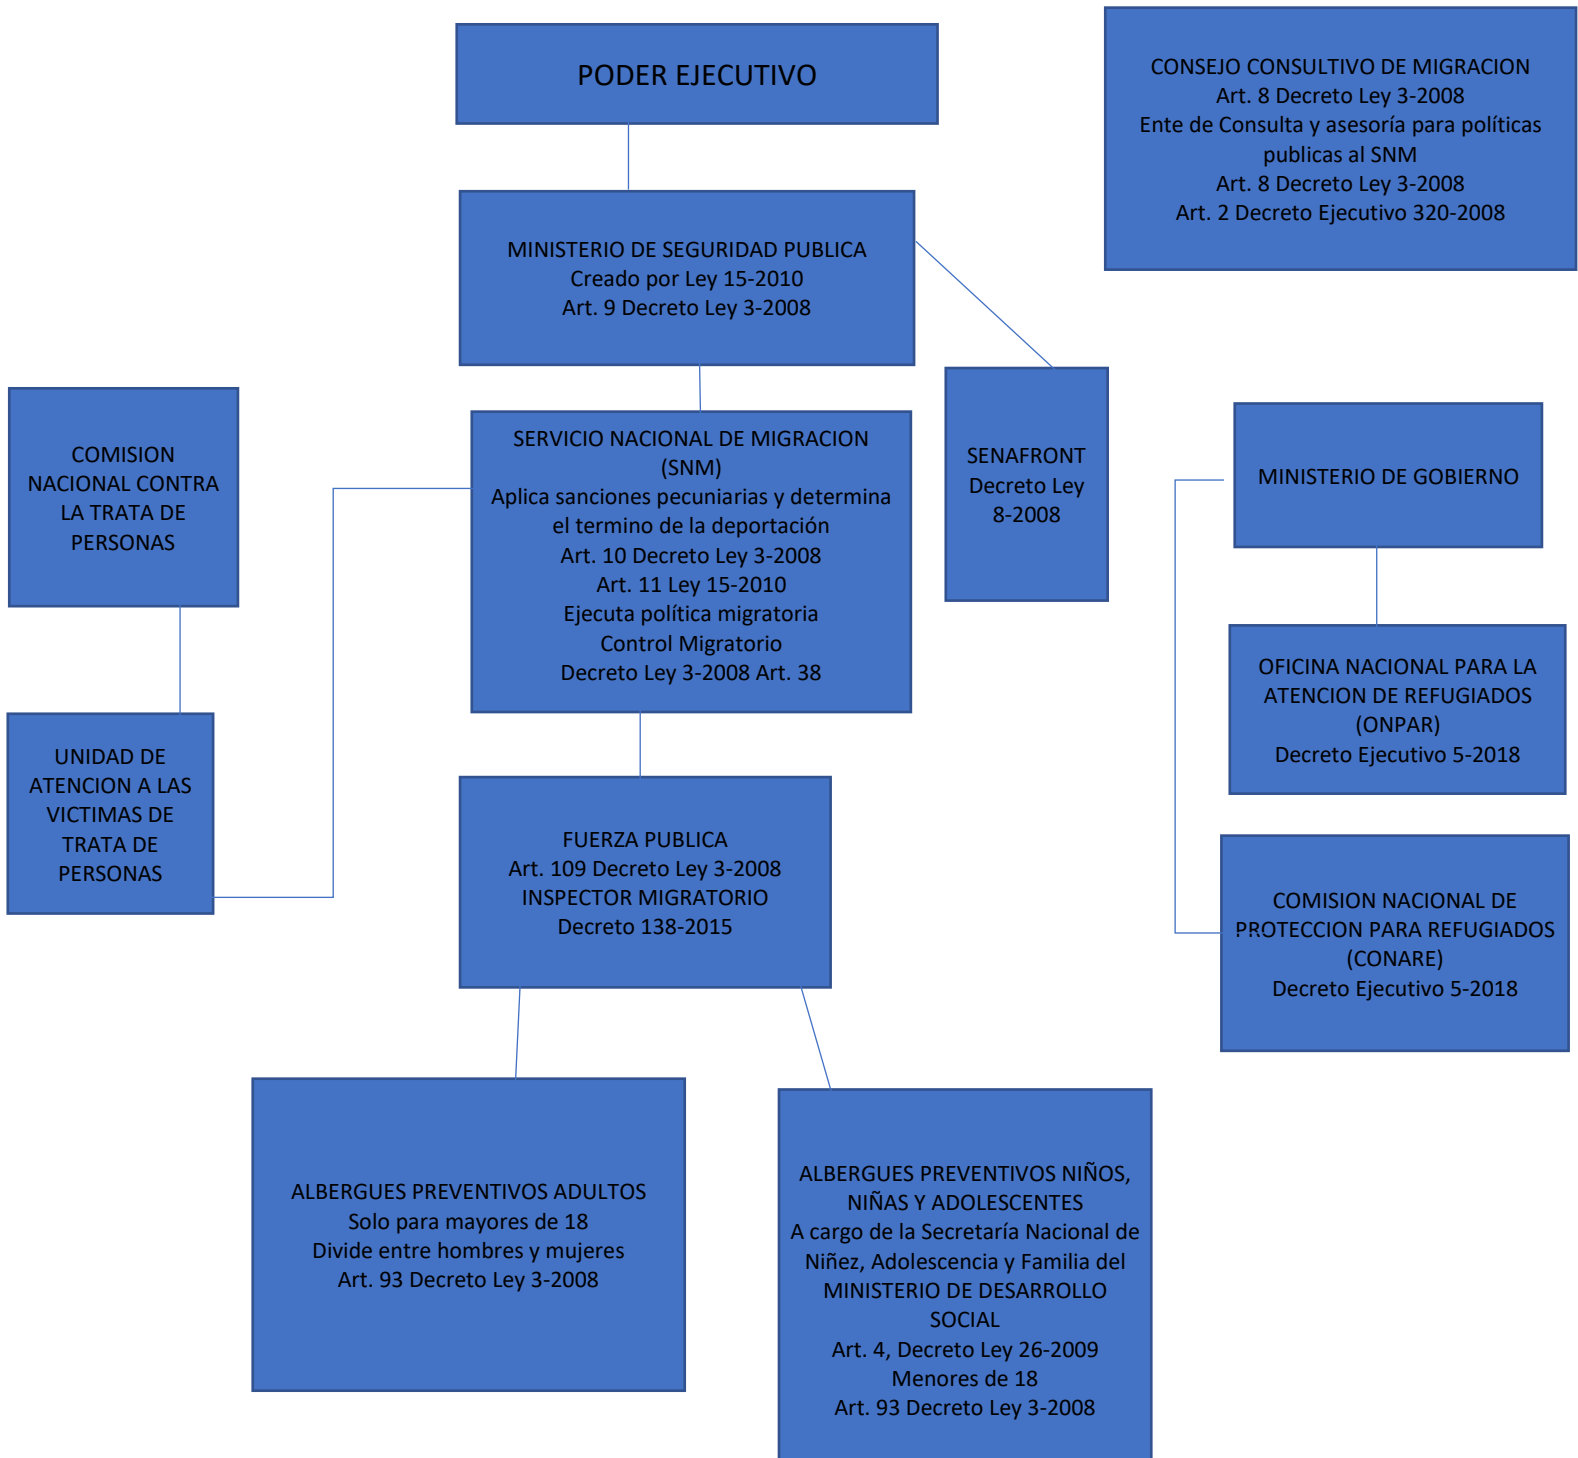 PODER EJECUTIVO
CONSEJO CONSULTIVO DE MIGRACION
Art. 8 Decreto Ley 3-2008
Ente de Consulta y asesoría para políticas
publicas al SNM
Art. 8 Decreto Ley 3-2008
Art. 2 Decreto Ejecutivo 320-2008
MINISTERIO DE SEGURIDAD PUBLICA
Creado por Ley 15-2010
Art. 9 Decreto Ley 3-2008
COMISION
NACIONAL CONTRA
LA TRATA DE
PERSONAS
SERVICIO NACIONAL DE MIGRACION
(SNM)
Aplica sanciones pecuniarias y determina
el termino de la deportación
Art. 10 Decreto Ley 3-2008
Art. 11 Ley 15-2010
Ejecuta política migratoria
Control Migratorio
Decreto Ley 3-2008 Art. 38
SENAFRONT
Decreto Ley
8-2008
MINISTERIO DE GOBIERNO
OFICINA NACIONAL PARA LA
ATENCION DE REFUGIADOS
(ONPAR)
Decreto Ejecutivo 5-2018
UNIDAD DE
ATENCION A LAS
VICTIMAS DE
TRATA DE
PERSONAS
FUERZA PUBLICA
Art. 109 Decreto Ley 3-2008
INSPECTOR MIGRATORIO
Decreto 138-2015
COMISION NACIONAL DE
PROTECCION PARA REFUGIADOS
(CONARE)
Decreto Ejecutivo 5-2018
ALBERGUES PREVENTIVOS ADULTOS
Solo para mayores de 18
Divide entre hombres y mujeres
Art. 93 Decreto Ley 3-2008
ALBERGUES PREVENTIVOS NIÑOS,
NIÑAS Y ADOLESCENTES
A cargo de la Secretaría Nacional de
Niñez, Adolescencia y Familia del
MINISTERIO DE DESARROLLO
SOCIAL
Art. 4, Decreto Ley 26-2009
Menores de 18
Art. 93 Decreto Ley 3-2008